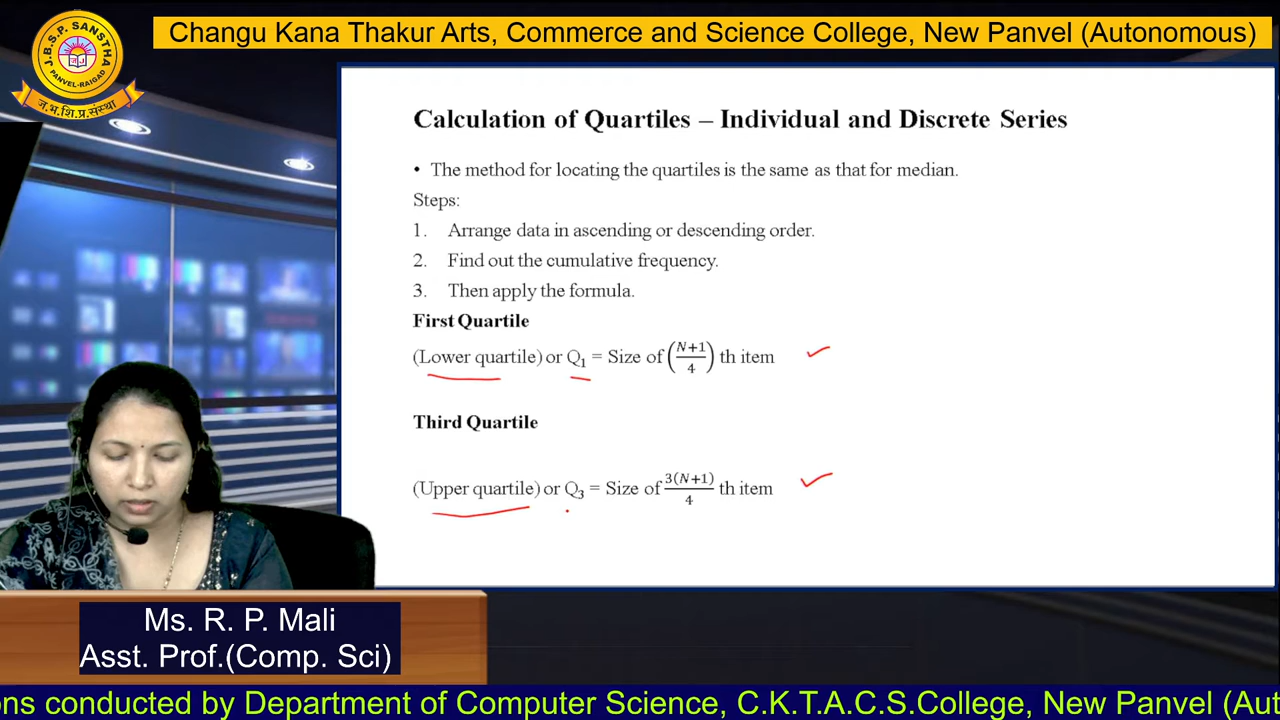 J.B.S.P. SANSTHA
PANVEL-RAIGAD
ज.भ.शि.प्र.संस्था
Changu Kana Thakur Arts, Commerce and Science College, New Panvel (Autonomous)
Calculation of Quartiles – Individual and Discrete Series
• The method for locating the quartiles is the same as that for median.
Steps:
1. Arrange data in ascending or descending order.
2. Find out the cumulative frequency.
3. Then apply the formula.
First Quartile
(Lower quartile) or Q₁ = Size of ((N+1)/4) th item
Third Quartile
(Upper quartile) or Q₃ = Size of 3(N+1)/4 th item
Ms. R. P. Mali
Asst. Prof.(Comp. Sci)
ons conducted by Department of Computer Science, C.K.T.A.C.S.College, New Panvel (Aut